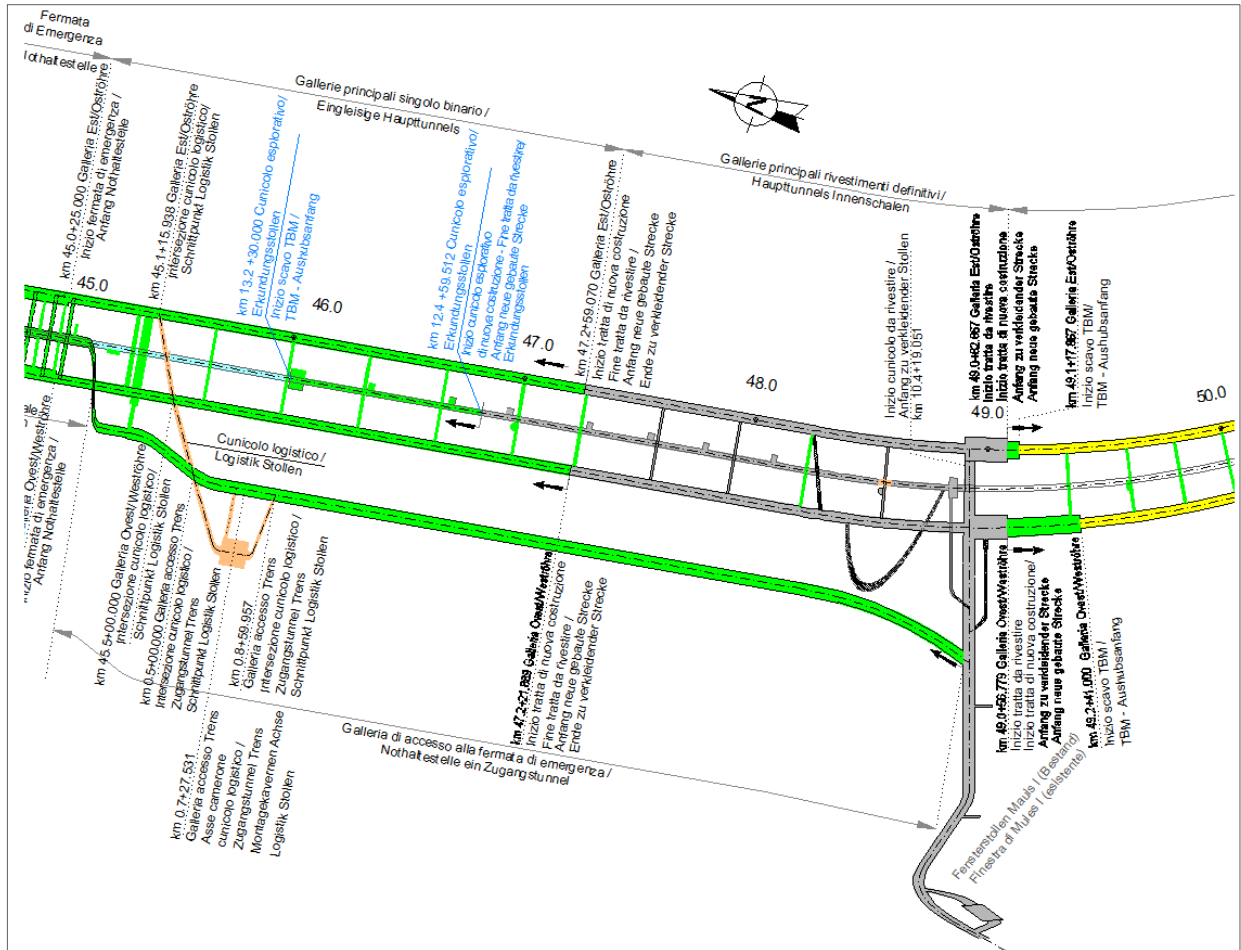 Fermata
di Emergenza
Nothaltestelle
Gallerie principali singolo binario /
Eingleisige Haupttunnels
Gallerie principali rivestimenti definitivi /
Haupttunnels Innenschalen
N
km 45.0+25.000 Galleria Est/Oströhre
Inizio fermata di emergenza /
Anfang Nothaltestelle
km 45.1+15.938 Galleria Est/Oströhre
Intersezione cunicolo logistico/
Schnittpunkt Logistik Stollen
km 13.2 +30.000 Cunicolo esplorativo/
Erkundungsstollen
Inizio scavo TBM /
TBM - Aushubsanfang
km 12.4 +59.512 Cunicolo esplorativo/
Erkundungsstollen
Inizio cunicolo esplorativo
di nuova costruzione - Fine tratta da rivestire/
Anfang neue gebaute Strecke
Erkundungsstollen
km 47.2+59.070 Galleria Est/Oströhre
Inizio tratta di nuova costruzione
Fine tratta da rivestire /
Anfang neue gebaute Strecke
Ende zu verkleidender Strecke
Inizio cunicolo da rivestire /
Anfang zu verkleidender Stollen
km 10.4+19.051
km 49.0+82.867 Galleria Est/Oströhre
Inizio tratta da rivestire
Inizio tratta di nuova costruzione
Anfang zu verkleidender Strecke
Anfang neue gebaute Strecke
km 49.1+17.867 Galleria Est/Oströhre
Inizio scavo TBM/
TBM - Aushubsanfang
45.0
46.0
47.0
48.0
49.0
50.0
Cunicolo logistico /
Logistik Stollen
Galleria Ovest/Weströhre
Inizio fermata di emergenza /
Anfang Nothaltestelle
km 45.5+00.000 Galleria Ovest/Weströhre
Intersezione cunicolo logistico/
Schnittpunkt Logistik Stollen
km 0.5+00.000 Galleria accesso Trens
Intersezione cunicolo logistico /
Zugangstunnel Trens
Schnittpunkt Logistik Stollen
km 0.7+27.531
Galleria accesso Trens
Asse camerone
cunicolo logistico /
Zugangstunnel Trens
Montagekavernen Achse
Logistik Stollen
km 0.8+59.957
Galleria accesso Trens
Intersezione cunicolo logistico /
Zugangstunnel Trens
Schnittpunkt Logistik Stollen
km 47.2+21.889 Galleria Ovest/Weströhre
Inizio tratta di nuova costruzione
Fine tratta da rivestire /
Anfang neue gebaute Strecke
Ende zu verkleidender Strecke
Galleria di accesso alla fermata di emergenza /
Nothaltestelle ein Zugangstunnel
km 49.0+56.779 Galleria Ovest/Weströhre
Inizio tratta da rivestire
Inizio tratta di nuova costruzione/
Anfang zu verkleidender Strecke
Anfang neue gebaute Strecke
km 49.2+41.000 Galleria Ovest/Weströhre
Inizio scavo TBM /
TBM - Aushubsanfang
Fensterstollen Mauls I (Bestand)
Finestra di Mules I (esistente)